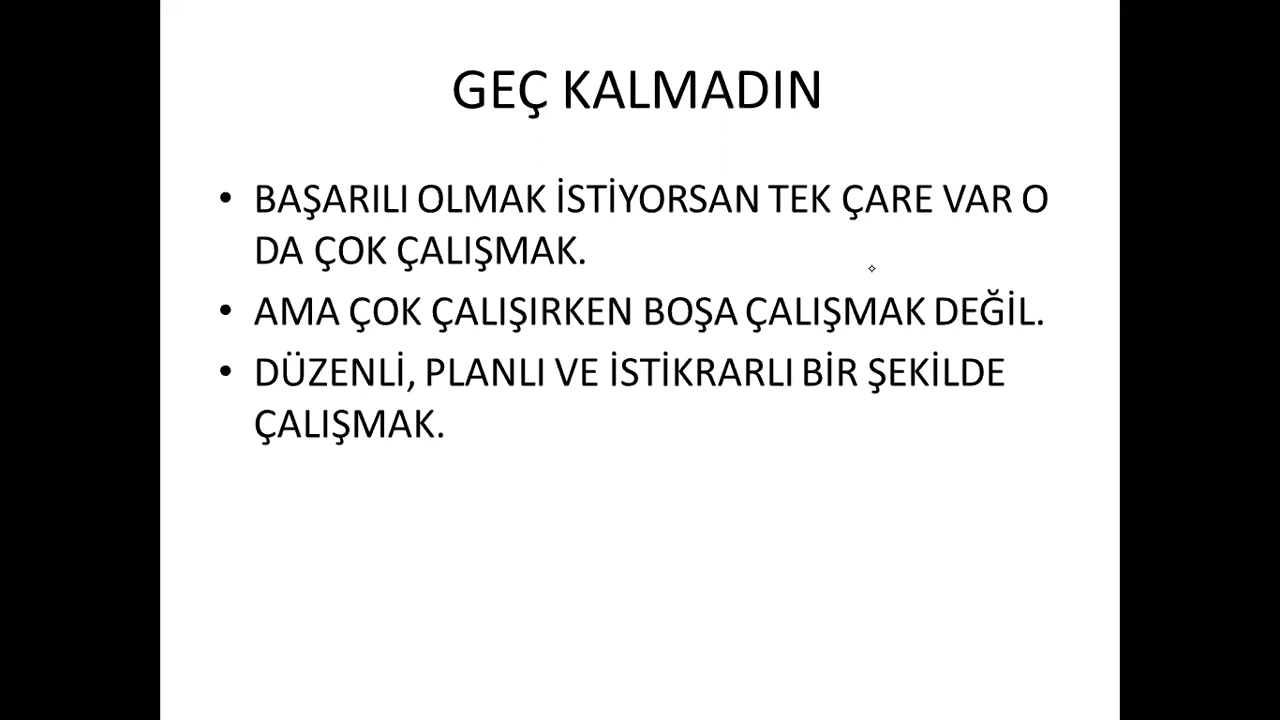 GEÇ KALMADIN
• BAŞARILI OLMAK İSTİYORSAN TEK ÇARE VAR O
DA ÇOK ÇALIŞMAK.
• AMA ÇOK ÇALIŞIRKEN BOŞA ÇALIŞMAK DEĞİL.
• DÜZENLİ, PLANLI VE İSTİKRARLI BİR ŞEKİLDE
ÇALIŞMAK.